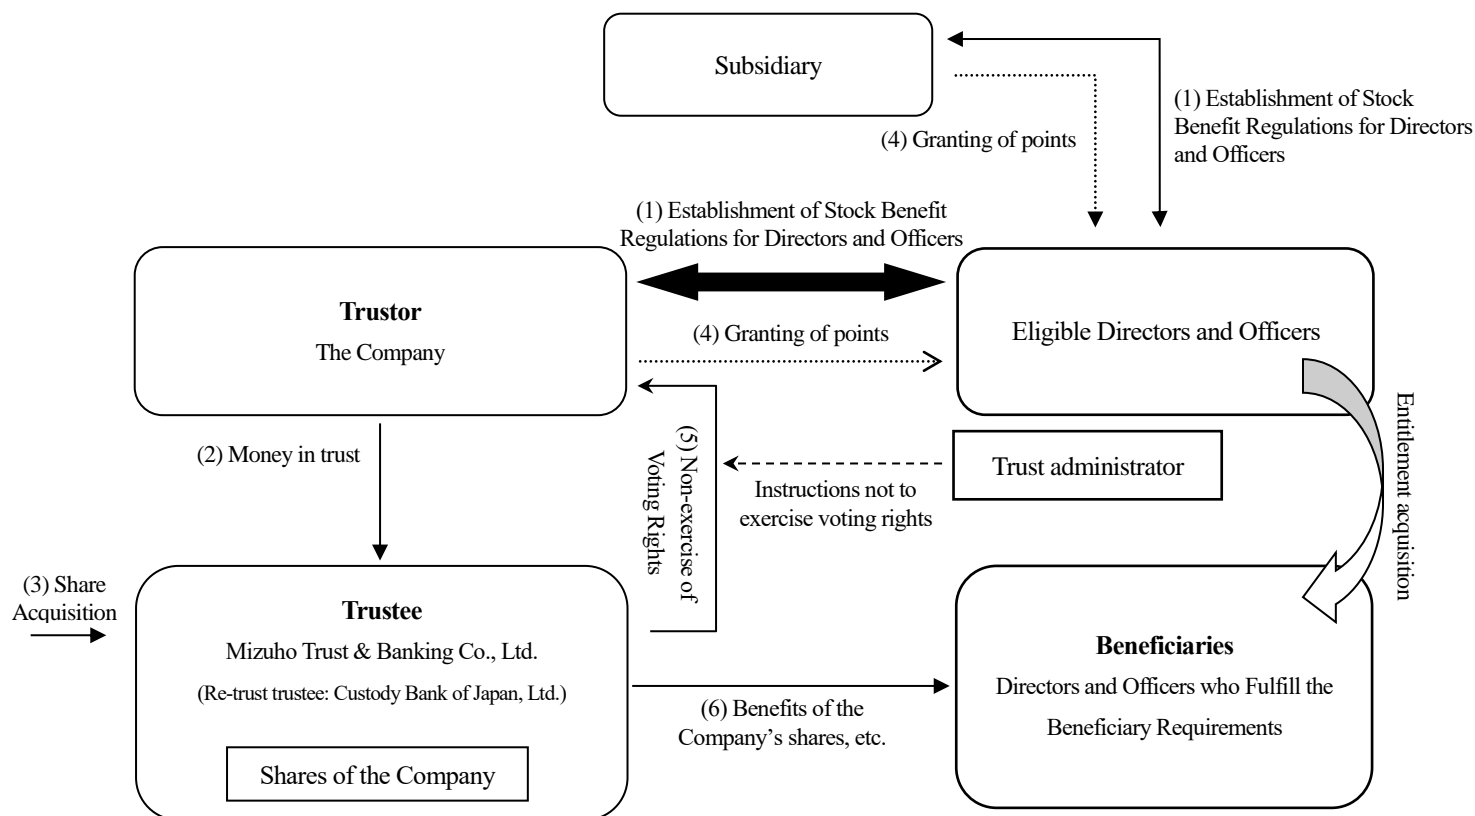 Subsidiary
(1) Establishment of Stock
Benefit Regulations for Directors
and Officers
(4) Granting of points
(1) Establishment of Stock Benefit
Regulations for Directors and Officers
Trustor
The Company
(4) Granting of points
Eligible Directors and Officers
(2) Money in trust
(5) Non-exercise of
Voting Rights
Instructions not to
exercise voting rights
Trust administrator
Entitlement acquisition
(3) Share
Acquisition
Trustee
Mizuho Trust & Banking Co., Ltd.
(Re-trust trustee: Custody Bank of Japan, Ltd.)
Shares of the Company
(6) Benefits of the
Company’s shares, etc.
Beneficiaries
Directors and Officers who Fulfill the
Beneficiary Requirements